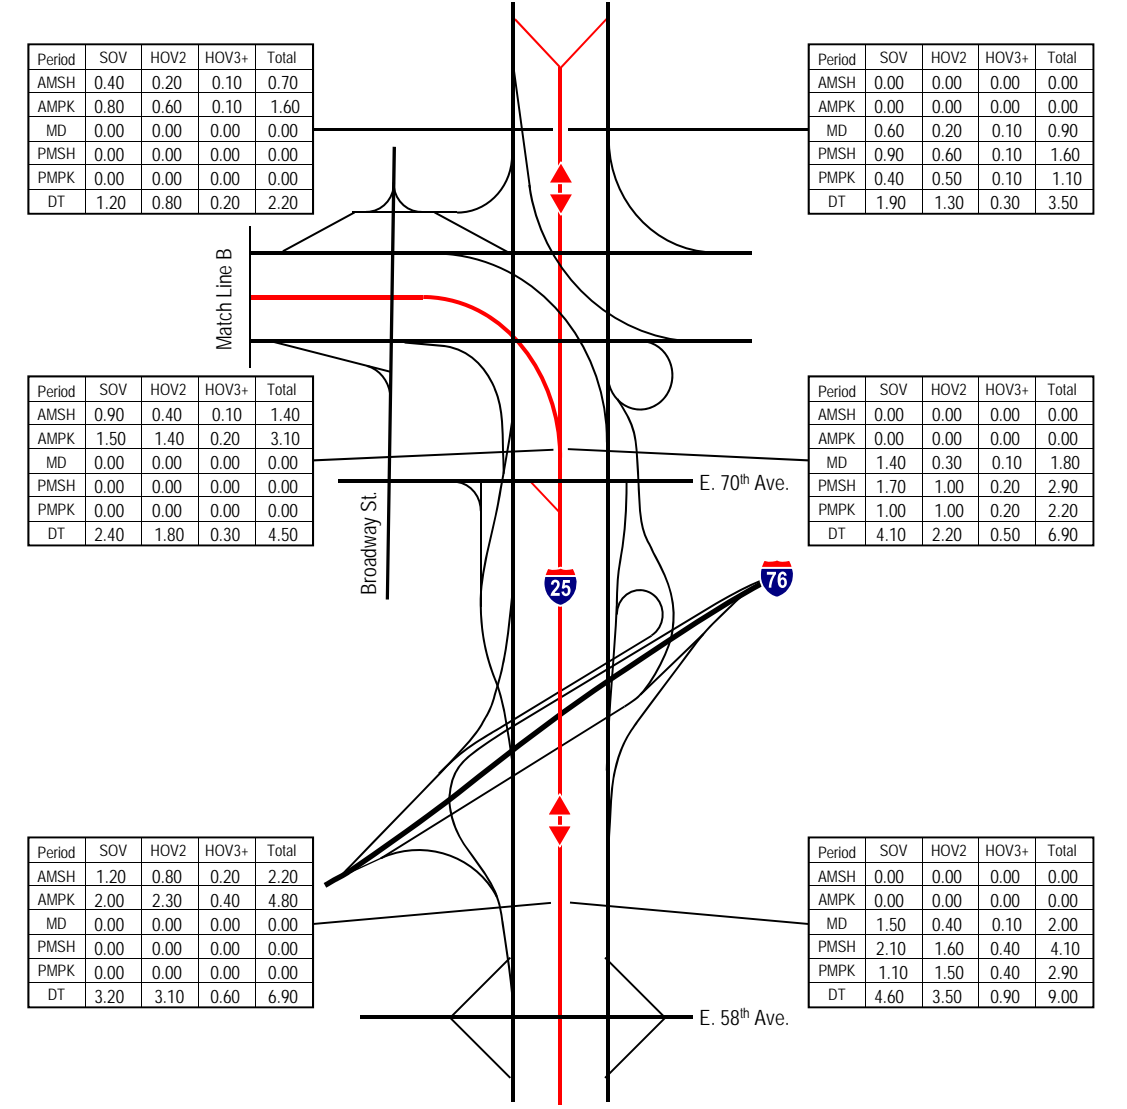 Period SOV HOV2 HOV3+ Total
AMSH 0.40 0.20 0.10 0.70
AMPK 0.80 0.60 0.10 1.60
MD 0.00 0.00 0.00 0.00
PMSH 0.00 0.00 0.00 0.00
PMPK 0.00 0.00 0.00 0.00
DT 1.20 0.80 0.20 2.20
Period SOV HOV2 HOV3+ Total
AMSH 0.00 0.00 0.00 0.00
AMPK 0.00 0.00 0.00 0.00
MD 0.60 0.20 0.10 0.90
PMSH 0.90 0.60 0.10 1.60
PMPK 0.40 0.50 0.10 1.10
DT 1.90 1.30 0.30 3.50
Match Line B
Period SOV HOV2 HOV3+ Total
AMSH 0.90 0.40 0.10 1.40
AMPK 1.50 1.40 0.20 3.10
MD 0.00 0.00 0.00 0.00
PMSH 0.00 0.00 0.00 0.00
PMPK 0.00 0.00 0.00 0.00
DT 2.40 1.80 0.30 4.50
Period SOV HOV2 HOV3+ Total
AMSH 0.00 0.00 0.00 0.00
AMPK 0.00 0.00 0.00 0.00
MD 1.40 0.30 0.10 1.80
PMSH 1.70 1.00 0.20 2.90
PMPK 1.00 1.00 0.20 2.20
DT 4.10 2.20 0.50 6.90
E. 70th Ave.
Broadway St.
25
76
Period SOV HOV2 HOV3+ Total
AMSH 1.20 0.80 0.20 2.20
AMPK 2.00 2.30 0.40 4.80
MD 0.00 0.00 0.00 0.00
PMSH 0.00 0.00 0.00 0.00
PMPK 0.00 0.00 0.00 0.00
DT 3.20 3.10 0.60 6.90
Period SOV HOV2 HOV3+ Total
AMSH 0.00 0.00 0.00 0.00
AMPK 0.00 0.00 0.00 0.00
MD 1.50 0.40 0.10 2.00
PMSH 2.10 1.60 0.40 4.10
PMPK 1.10 1.50 0.40 2.90
DT 4.60 3.50 0.90 9.00
E. 58th Ave.